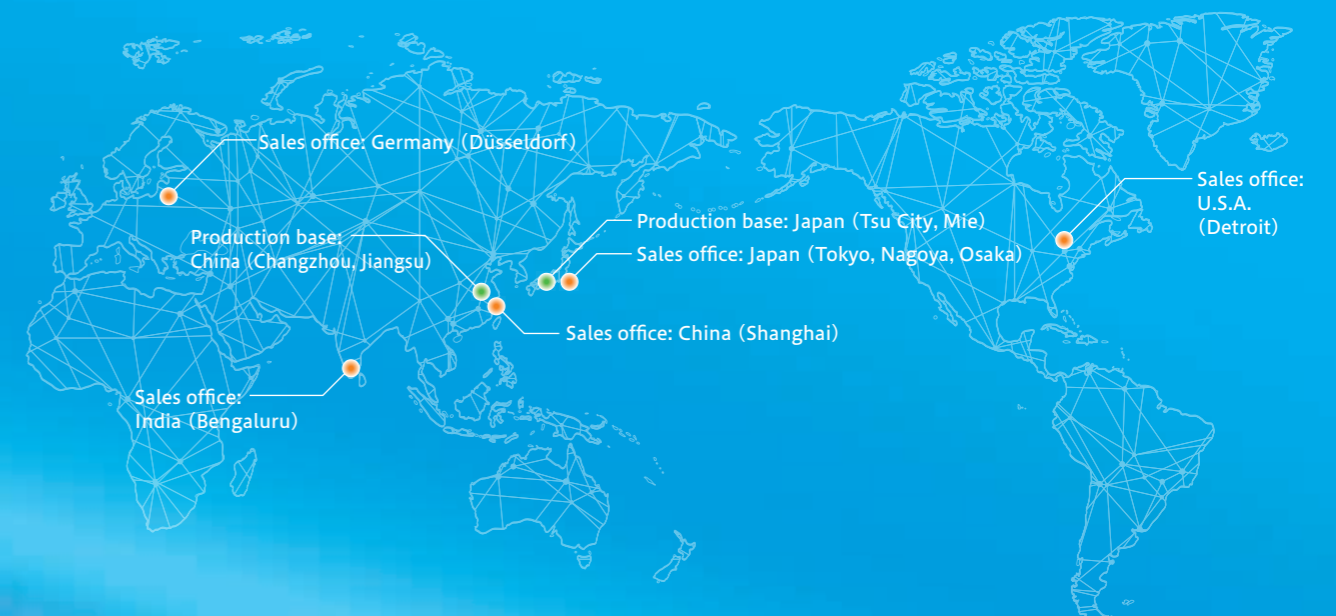 Sales office: Germany（Düsseldorf）
Sales office:
U.S.A.
（Detroit）
Production base: Japan（Tsu City, Mie）
Production base:
China（Changzhou, Jiangsu）
Sales office: Japan（Tokyo, Nagoya, Osaka）
Sales office: China（Shanghai）
Sales office:
India（Bengaluru）